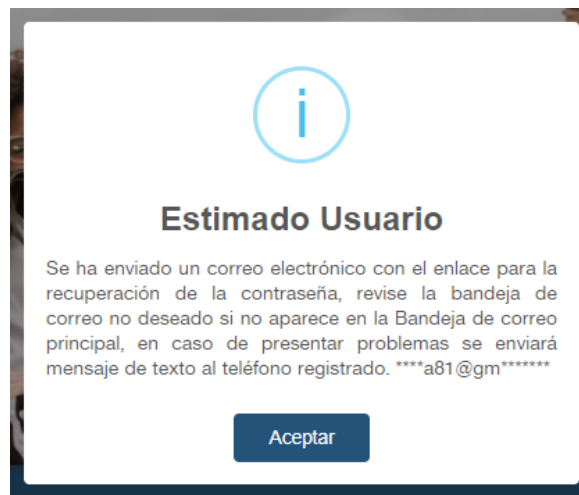 i
Estimado Usuario
Se ha enviado un correo electrónico con el enlace para la
recuperación de la contraseña, revise la bandeja de
correo no deseado si no aparece en la Bandeja de correo
principal, en caso de presentar problemas se enviará
mensaje de texto al teléfono registrado. ****a81@gm*******
Aceptar